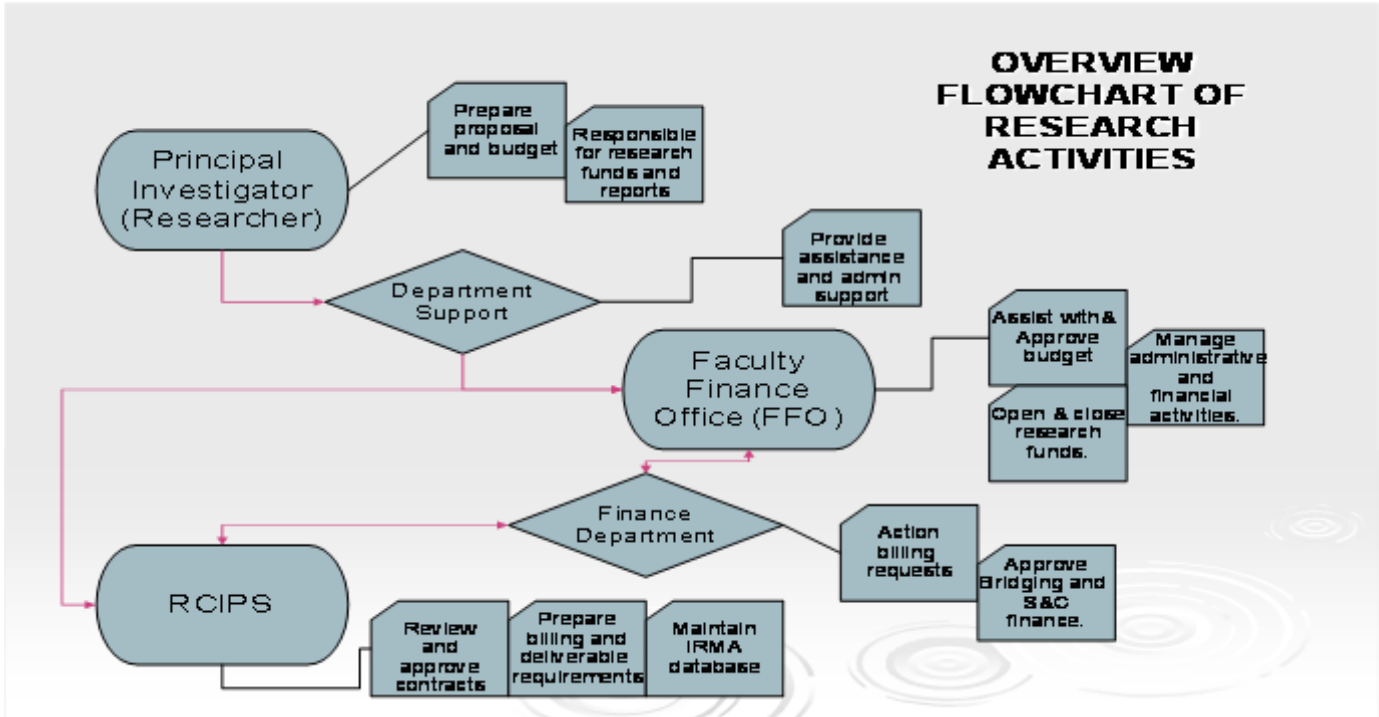 OVERVIEW
FLOWCHART OF
RESEARCH
ACTIVITIES
Principal
Investigator
(Researcher)
Prepare
proposal
and budget
Responsible
for research
funds and
reports
Department
Support
Provide
assistance
and admin
support
Faculty
Finance
Office (FFO)
Assist with &
Approve
budget
Manage
administrative
and
financial
activities.
Open & close
research
funds.
Finance
Department
Action
billing
requests
Approve
Bridging and
S&C
finance.
RCIPS
Review
and
approve
contracts
Prepare
billing and
deliverable
requirements
Maintain
IRMA
database